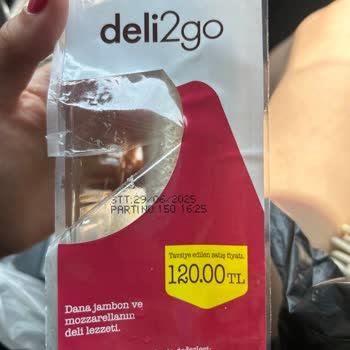 deli2go
STT:29/06/2025
PARTI NO 150 16:25
Tavsiye edilen satış fiyatı.
120.00 TL
Dana jambon ve
mozzarellanın
deli lezzeti.